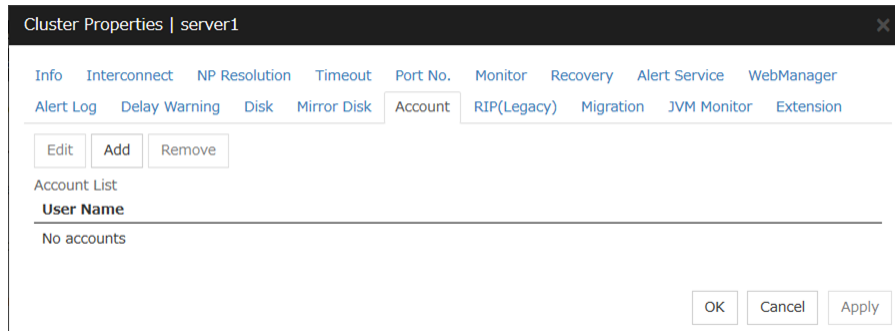 Cluster Properties | server1
Info Interconnect NP Resolution Timeout Port No. Monitor Recovery Alert Service WebManager
Alert Log Delay Warning Disk Mirror Disk Account RIP(Legacy) Migration JVM Monitor Extension
Edit Add Remove
Account List
User Name
No accounts
OK Cancel Apply